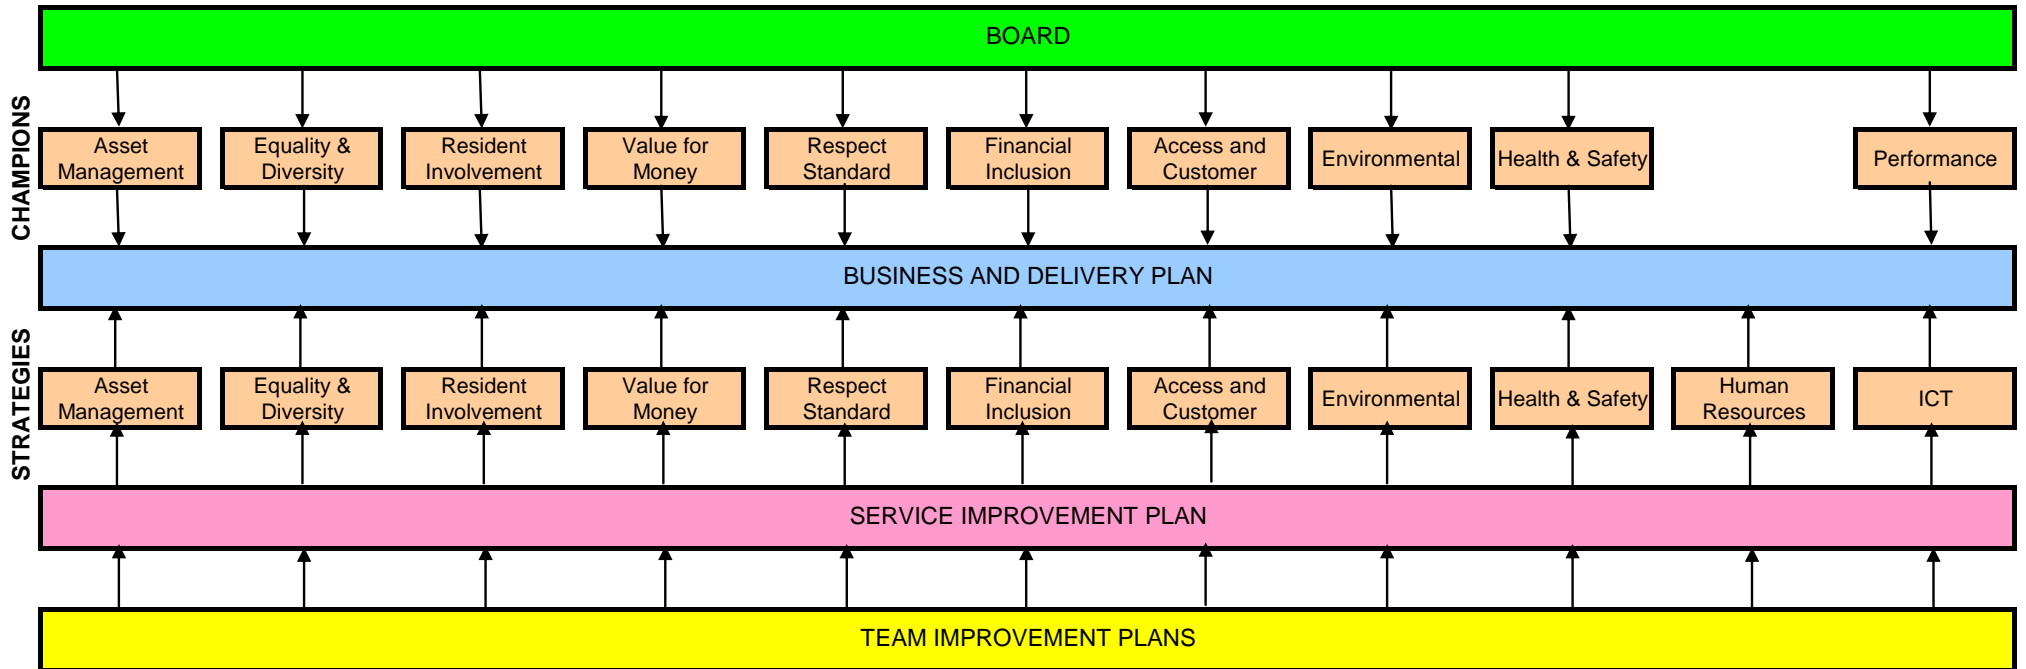 BOARD
CHAMPIONS
Asset
Management
Equality &
Diversity
Resident
Involvement
Value for
Money
Respect
Standard
Financial
Inclusion
Access and
Customer
Environmental
Health & Safety
Performance
BUSINESS AND DELIVERY PLAN
STRATEGIES
Asset
Management
Equality &
Diversity
Resident
Involvement
Value for
Money
Respect
Standard
Financial
Inclusion
Access and
Customer
Environmental
Health & Safety
Human
Resources
ICT
SERVICE IMPROVEMENT PLAN
TEAM IMPROVEMENT PLANS